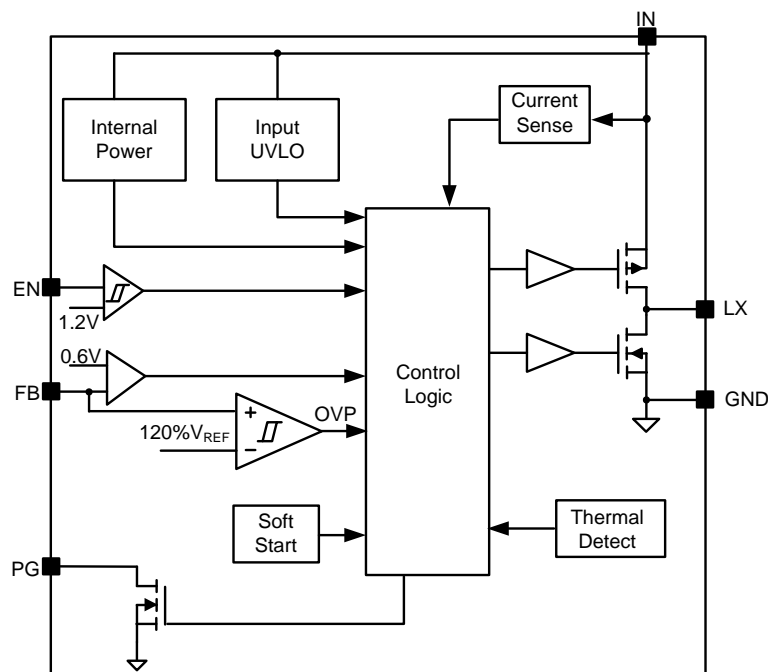 IN
Internal
Power
Input
UVLO
Current
Sense
EN
1.2V
0.6V
FB
LX
GND
Control
Logic
+
−
OVP
120%VREF
Soft
Start
Thermal
Detect
PG